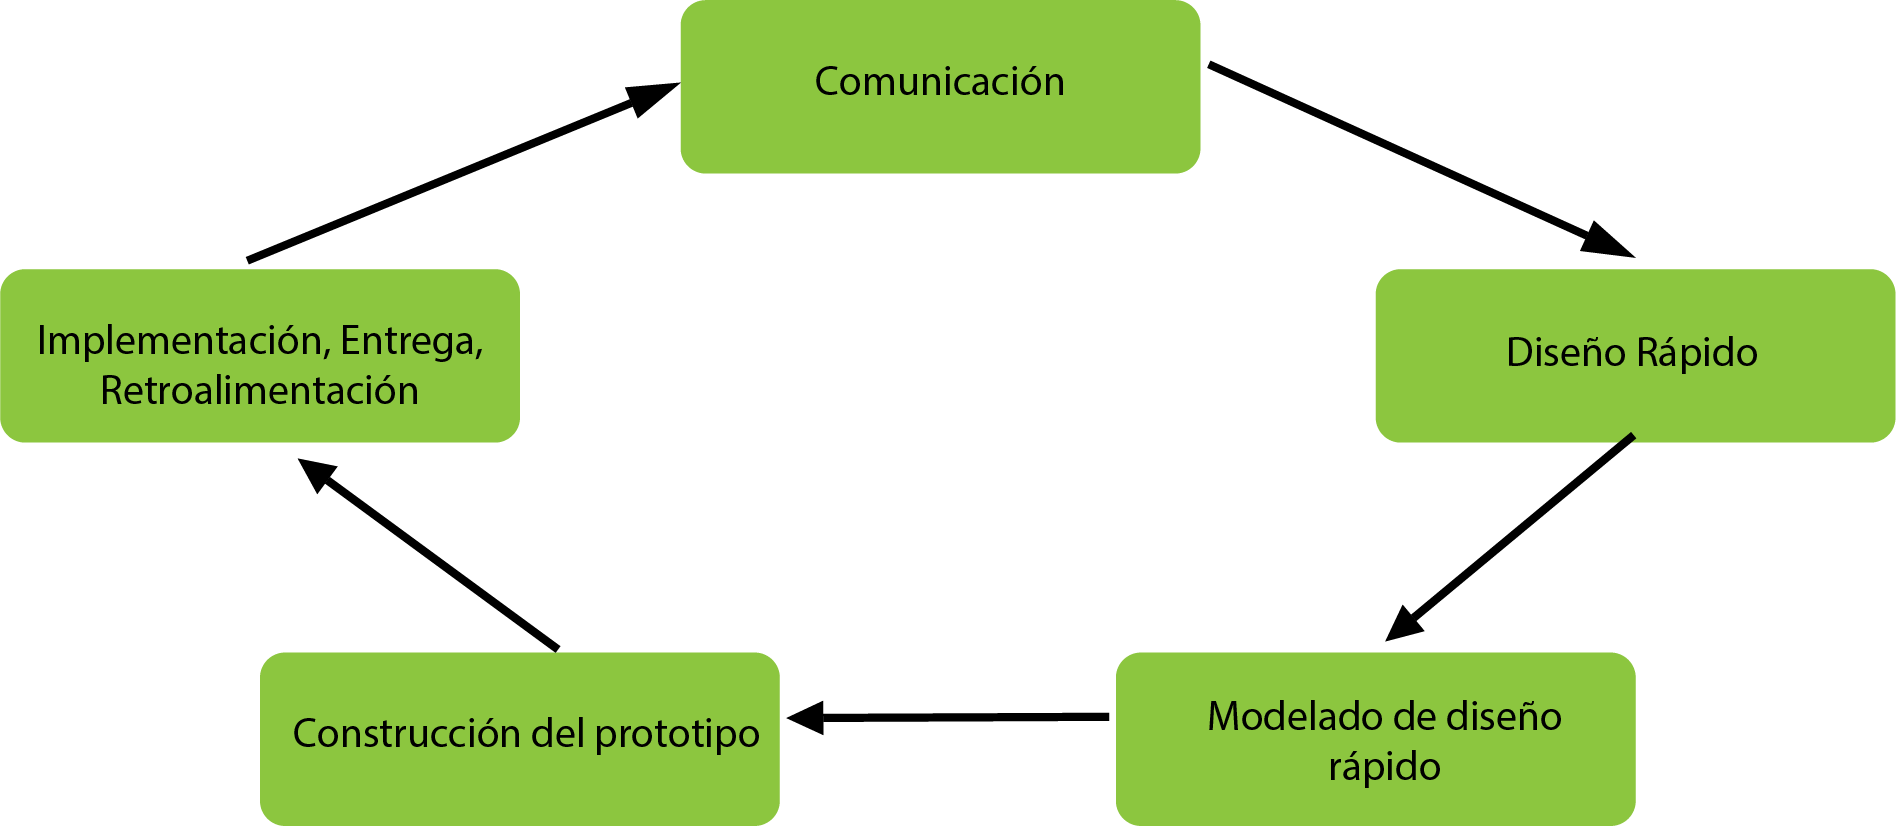 Comunicación
Diseño Rápido
Modelado de diseño
rápido
Construcción del prototipo
Implementación, Entrega,
Retroalimentación